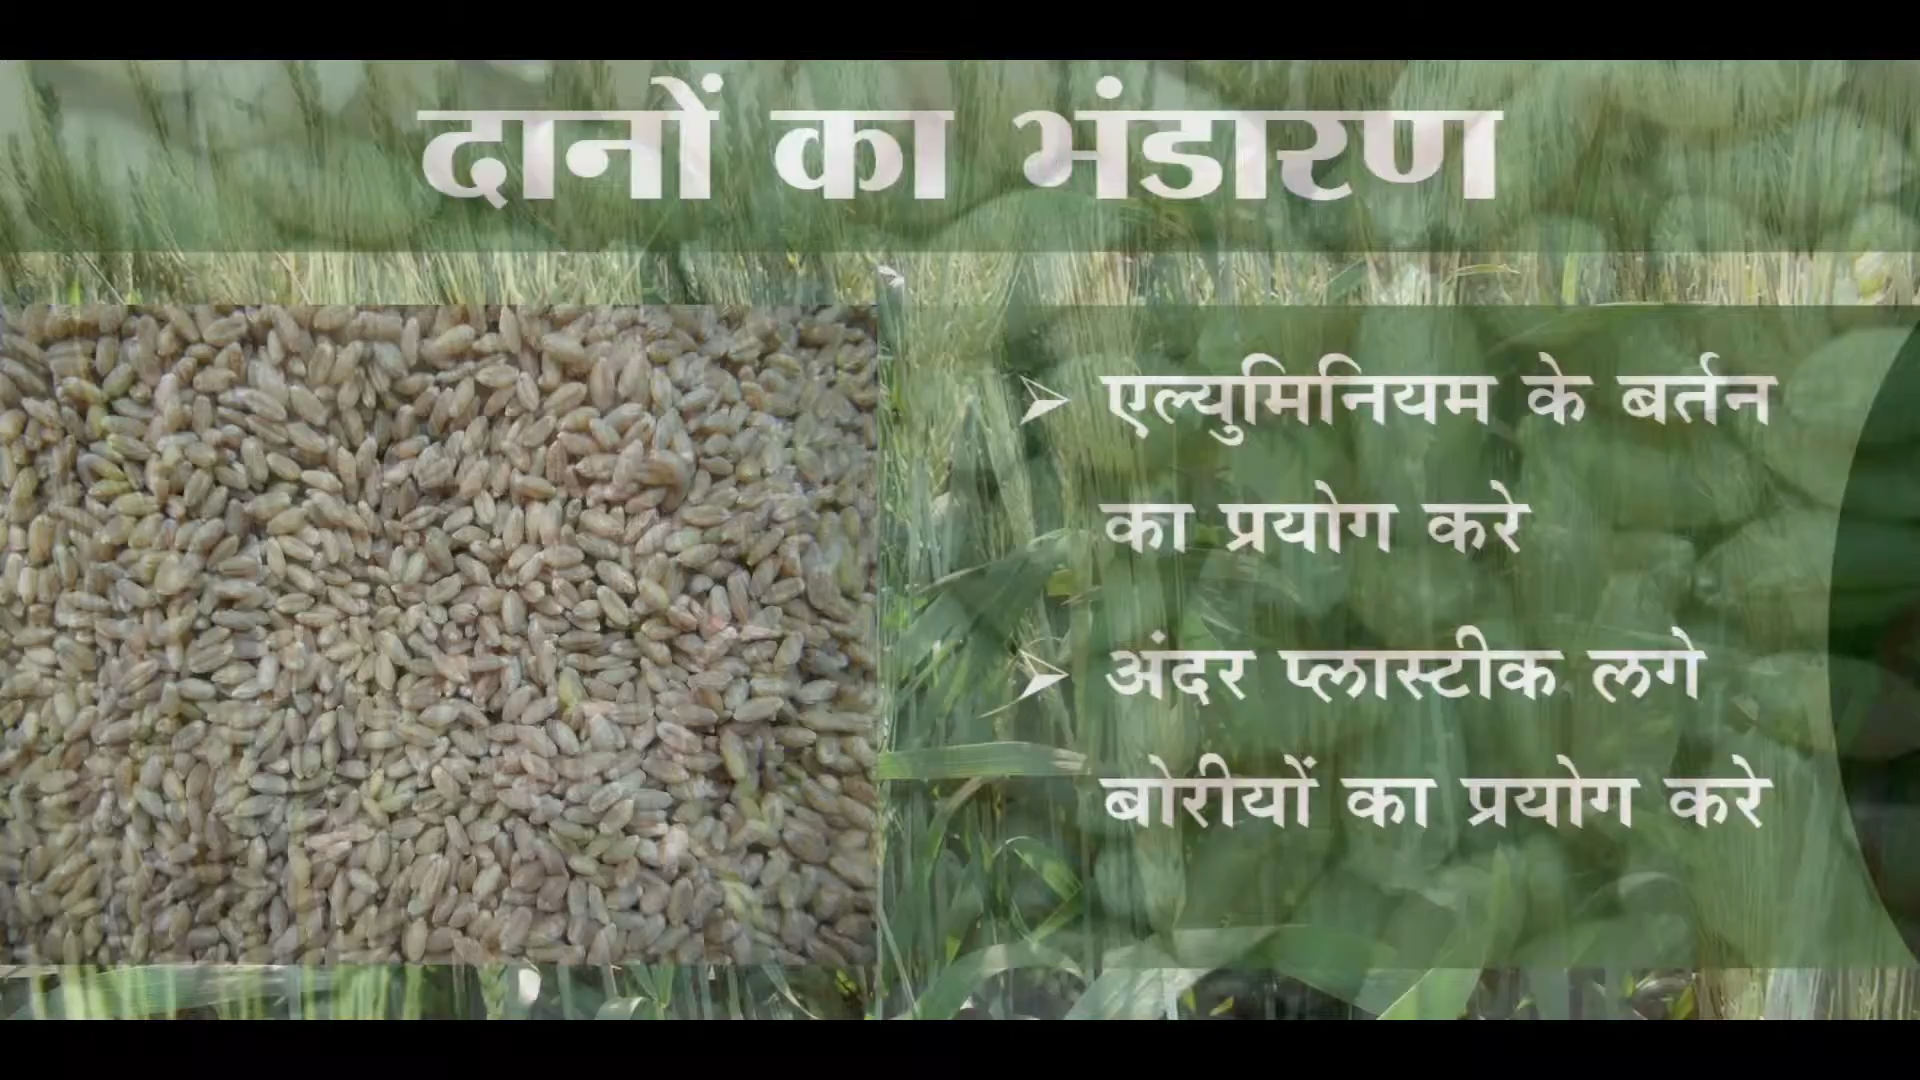 दानों का भंडारण
➢ एल्युमिनियम के बर्तन
का प्रयोग करे
➢ अंदर प्लास्टीक लगे
बोरीयों का प्रयोग करे